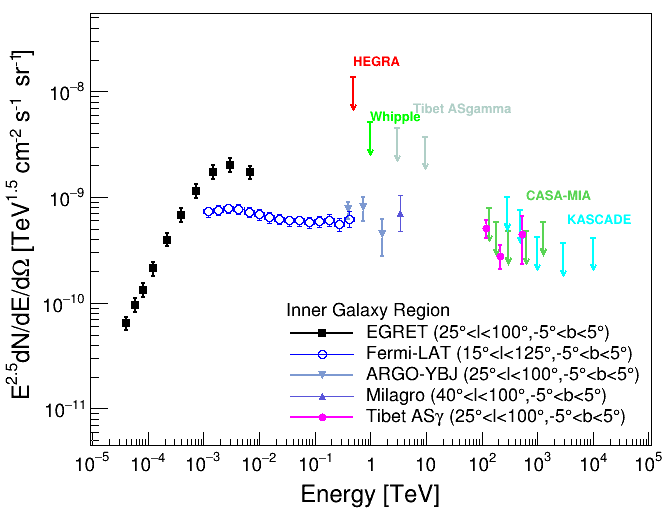 HEGRA
Whipple
Tibet ASgamma
CASA-MIA
KASCADE
E^2.5 dN/dE/dΩ [TeV^1.5 cm^-2 s^-1 sr^-1]
10^-8
10^-9
10^-10
10^-11
Inner Galaxy Region
EGRET (25°<l<100°,-5°<b<5°)
Fermi-LAT (15°<l<125°,-5°<b<5°)
ARGO-YBJ (25°<l<100°,-5°<b<5°)
Milagro (40°<l<100°,-5°<b<5°)
Tibet ASγ (25°<l<100°,-5°<b<5°)
10^-5 10^-4 10^-3 10^-2 10^-1 1 10 10^2 10^3 10^4 10^5
Energy [TeV]